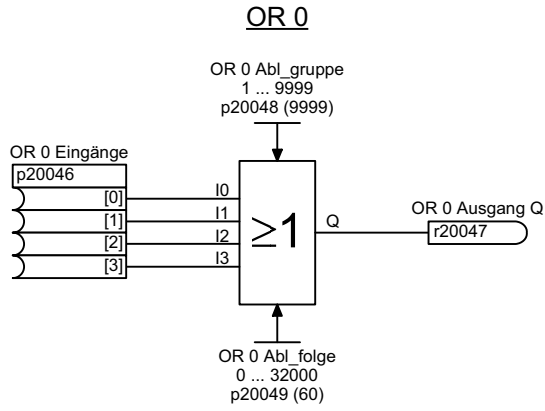 OR 0
OR 0 Abl_gruppe
1 ... 9999
p20048 (9999)
OR 0 Eingänge
p20046
[0]
[1]
[2]
[3]
I0
I1
I2
I3
≥1
Q
OR 0 Ausgang Q
r20047
OR 0 Abl_folge
0 ... 32000
p20049 (60)